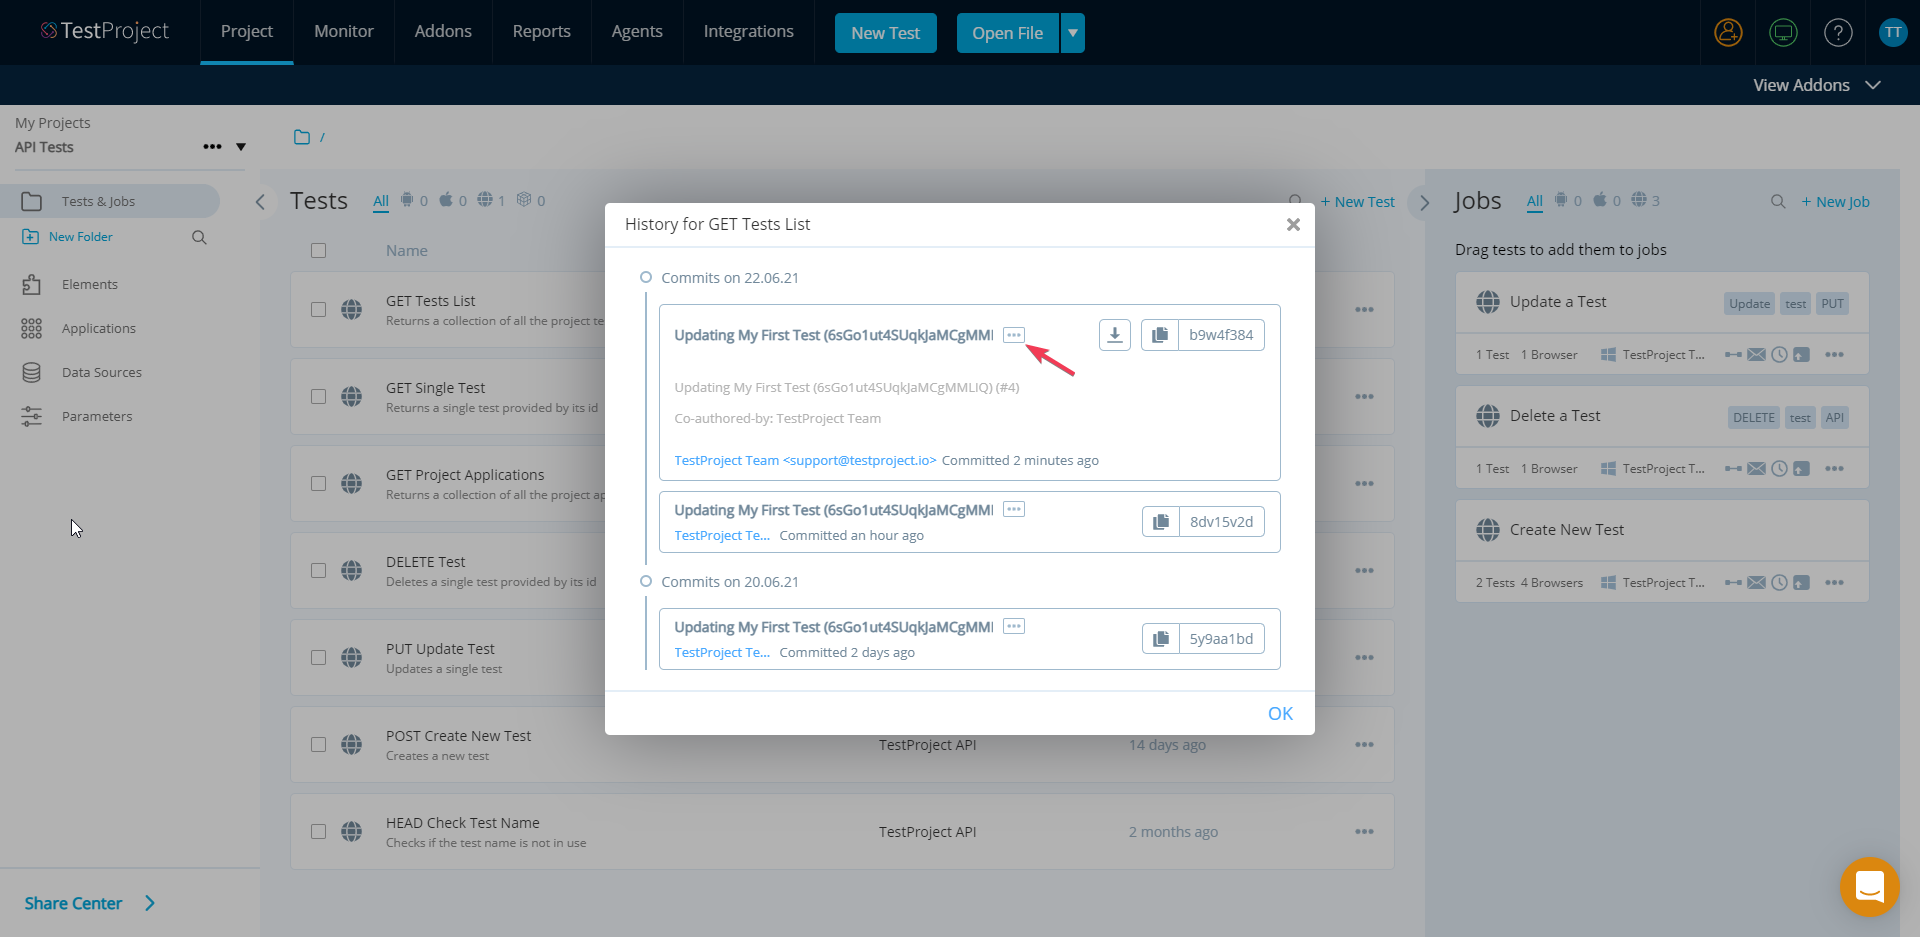 TestProject
Project
Monitor
Addons
Reports
Agents
Integrations
New Test
Open File
TT
View Addons
My Projects
API Tests
Tests & Jobs
New Folder
Elements
Applications
Data Sources
Parameters
Share Center
/
Tests
All
0
0
1
0
+ New Test
Name
GET Tests List
Returns a collection of all the project te
GET Single Test
Returns a single test provided by its id
GET Project Applications
Returns a collection of all the project ap
DELETE Test
Deletes a single test provided by its id
PUT Update Test
Updates a single test
POST Create New Test
Creates a new test
TestProject API
14 days ago
HEAD Check Test Name
Checks if the test name is not in use
TestProject API
2 months ago
History for GET Tests List
Commits on 22.06.21
Updating My First Test (6sGo1ut4SUqkJaMCgMM
b9w4f384
Updating My First Test (6sGo1ut4SUqkJaMCgMMLIQ) (#4)
Co-authored-by: TestProject Team
TestProject Team <support@testproject.io> Committed 2 minutes ago
Updating My First Test (6sGo1ut4SUqkJaMCgMM
8dv15v2d
TestProject Te... Committed an hour ago
Commits on 20.06.21
Updating My First Test (6sGo1ut4SUqkJaMCgMM
5y9aa1bd
TestProject Te... Committed 2 days ago
OK
Jobs
All
0
0
3
+ New Job
Drag tests to add them to jobs
Update a Test
Update test PUT
1 Test 1 Browser TestProject T...
Delete a Test
DELETE test API
1 Test 1 Browser TestProject T...
Create New Test
2 Tests 4 Browsers TestProject T...